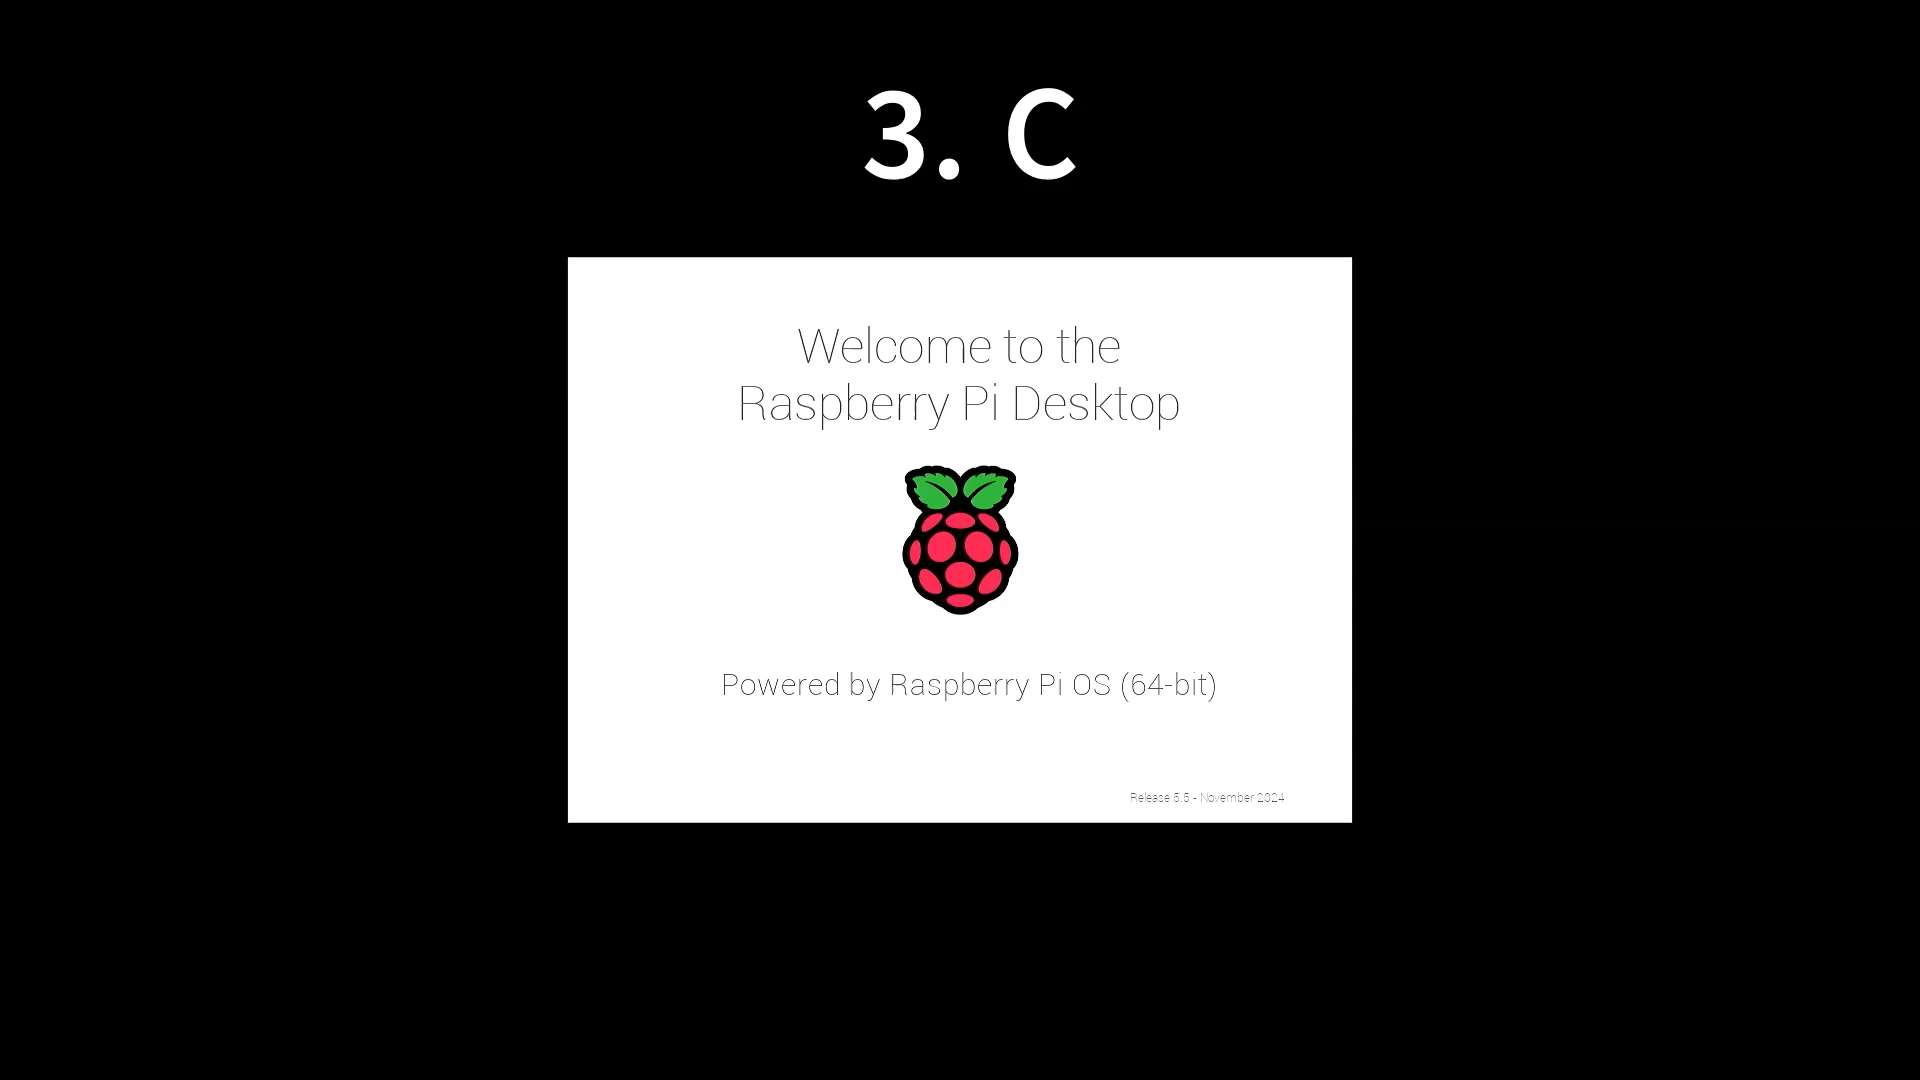 3. C
Welcome to the
Raspberry Pi Desktop
Powered by Raspberry Pi OS (64-bit)
Release 5.5 - November 2024